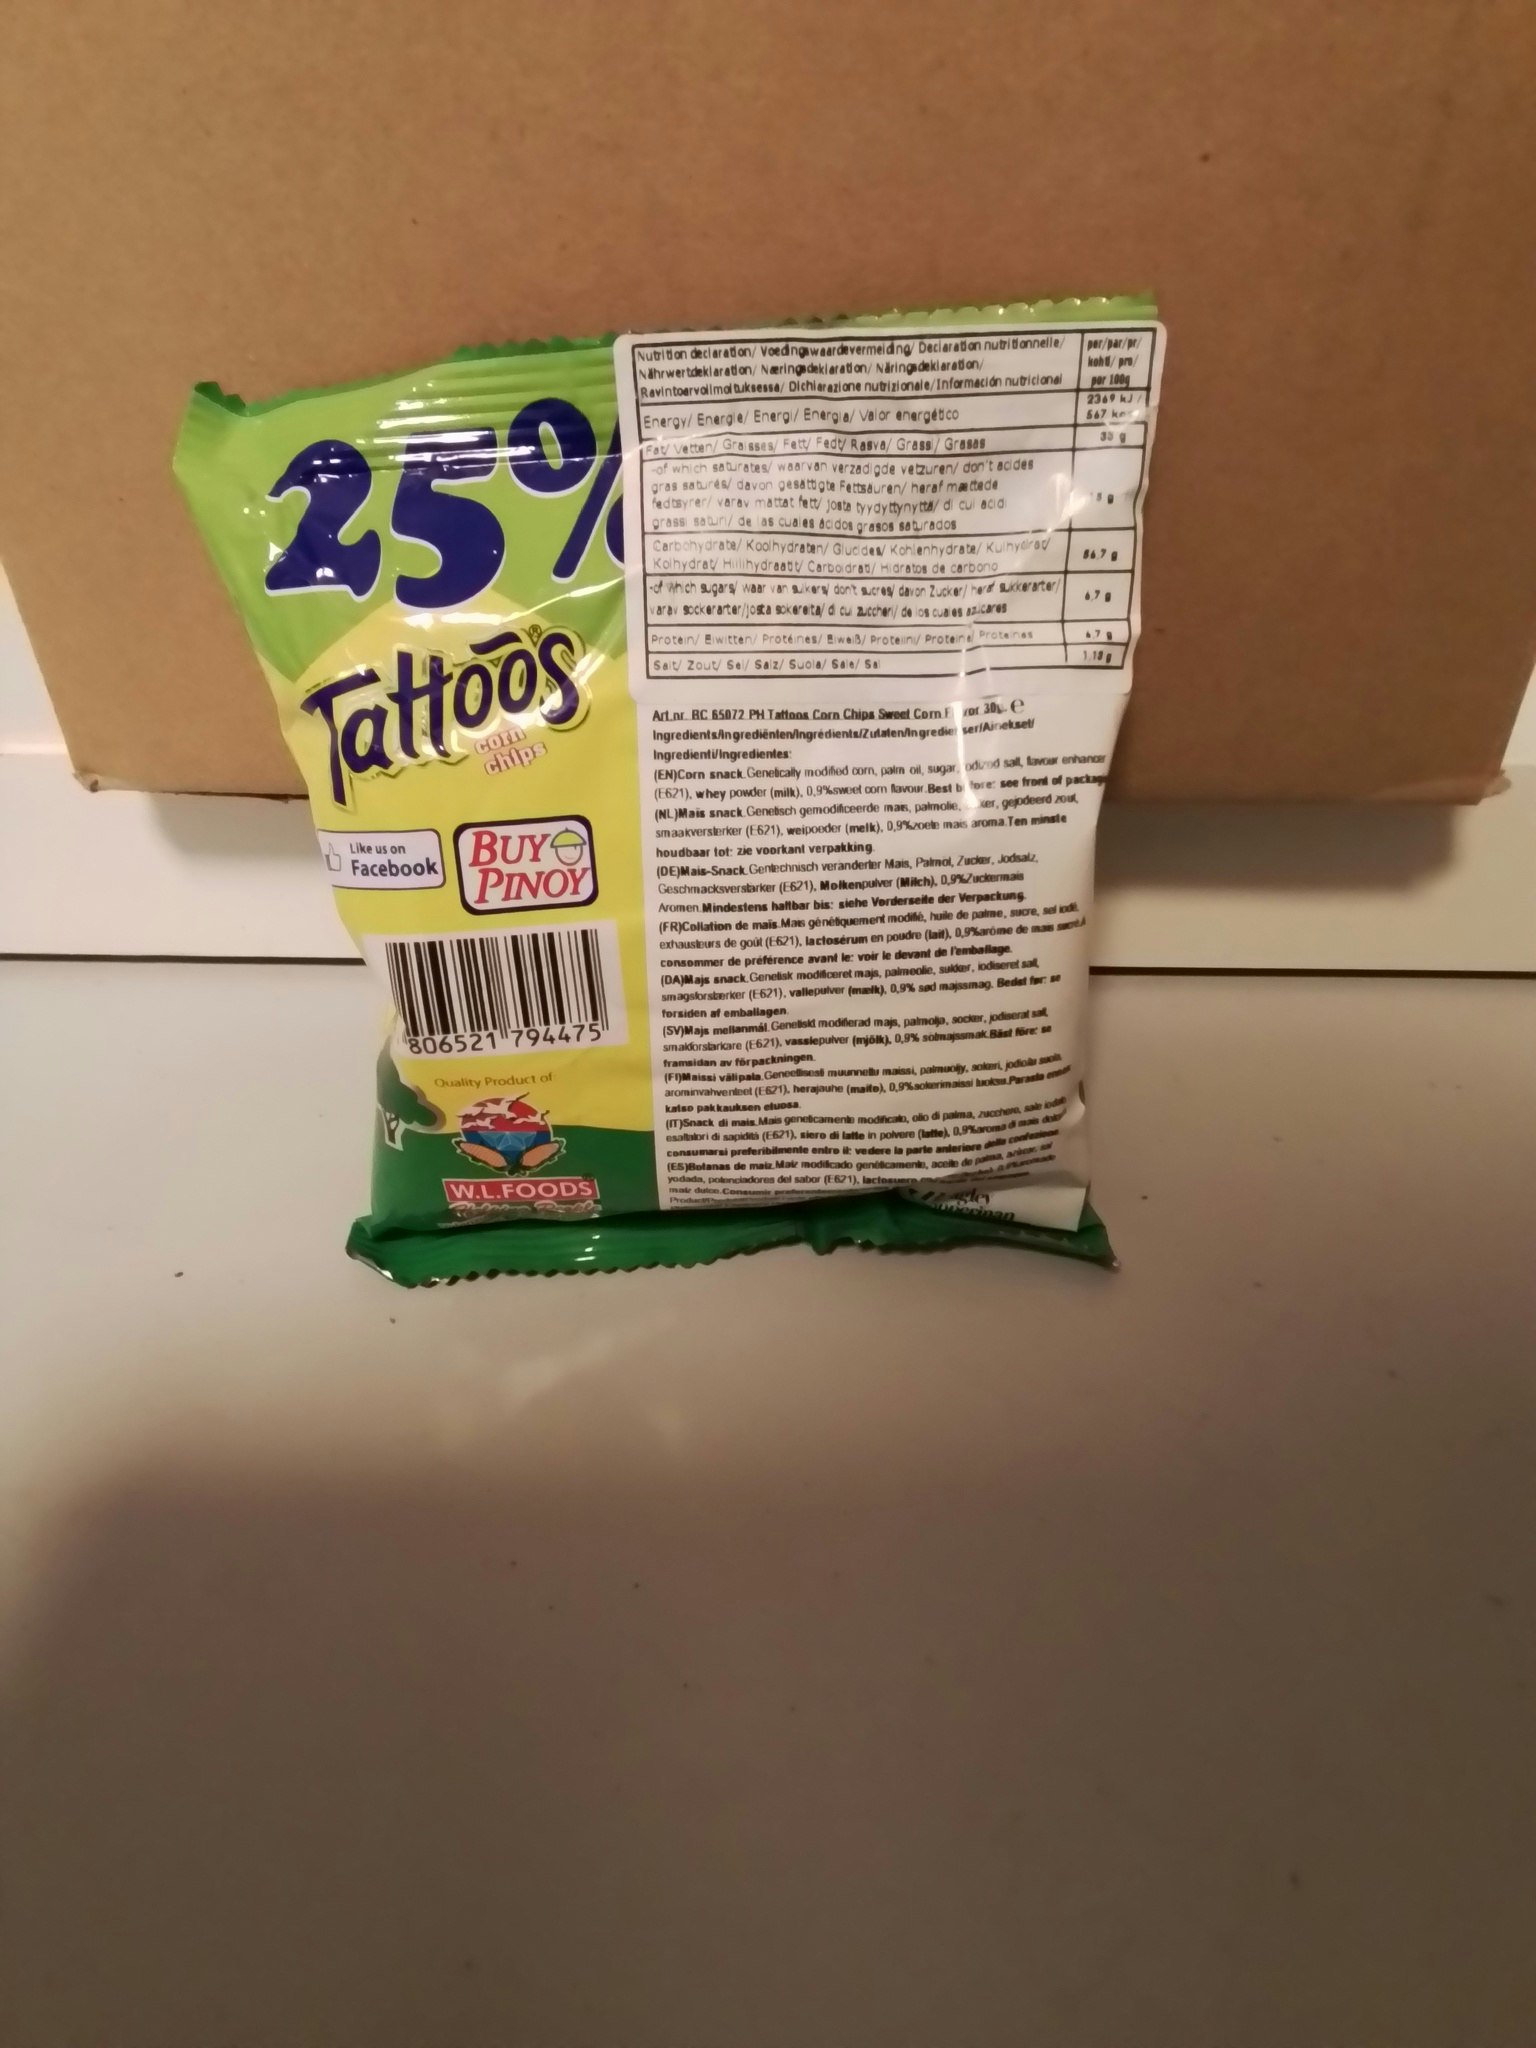 25%
Tattoōs®
corn
chips
Like us on
Facebook
BUY
PINOY
806521 794475
Quality Product of:
W.L.FOODS
Nutrition declaration/ Voedingswaardevermeiding/ Declaration nutritionnelle/
Nährwertdeklaration/ Næringsdeklaration/ Näringsdeklaration/
Ravintoarvoilmoituksessa/ Dichiarazione nutrizionale/Información nutricional
per/par/pr/
kohti/ pro/
por 100g
Energy/ Energie/ Energi/ Energia/ Valor energético
2369 kJ /
567
Fat/ Vetten/ Graisses/ Fett/ Fedt/ Rasva/ Grassi/ Grasas
g
-of which saturates/ waarvan verzadigde vetzuren/ don't acides
gras saturés/ davon gesättigte Fettsäuren/ heraf mættede
fedtsyrer/ varav mattat fett/ josta tyydyttynyttä/ di cui acidi
grassi saturi/ de las cuales ácidos grasos saturados
g
Carbohydrate/ Koolhydraten/ Glucides/ Kohlenhydrate/ Kulhydrat/
Kolhydrat/ Hiilihydraatit/ Carboidrati/ Hidratos de carbono
56,7 g
-of which sugars/ waar van suikers/ don't sucres/ davon Zucker/ heraf sukkerarter/
varav sockerarter/josta sokereita/ di cui zuccheri/ de los cuales azúcares
6,7 g
Protein/ Eiwitten/ Protéines/ Eiweiß/ Proteiini/ Proteine/ Proteínas
6,7 g
Salt/ Zout/ Sel/ Salz/ Suola/ Sale/ Sal
1,18 g
Art.nr. BC 65072 PH Tattoos Corn Chips Sweet Corn 30g. e
Ingredients/Ingrediënten/Ingrédients/Zutaten/Ainekset/
Ingredienti/Ingredientes:
(EN)Corn snack.Genetically modified corn, palm oil, sugar, salt, flavour enhancer
(E621), whey powder (milk), 0,9%sweet corn flavour.Best see front of package
(NL)Maïs snack.Genetisch gemodificeerde maïs, palmolie, gejodeerd zout,
smaakversterker (E621), weipoeder (melk), 0,9%zoete maïs aroma.Ten minste
houdbaar tot: zie voorkant verpakking.
(DE)Mais-Snack.Gentechnisch veränderter Mais, Palmöl, Zucker, Jodsalz,
Geschmacksverstärker (E621), Molkenpulver (Milch), 0,9%Zuckermais
Aromen.Mindestens haltbar bis: siehe Vorderseite der Verpackung.
(FR)Collation de maïs.Maïs génétiquement modifié, huile de palme, sucre, sel iodé,
exhausteurs de goût (E621), lactosérum en poudre (lait), 0,9%arôme de maïs sucré.A
consommer de préférence avant le: voir le devant de l'emballage.
(DA)Majs snack.Genetisk modificeret majs, palmeolie, sukker, iodiseret salt,
smagsforstærker (E621), vallepulver (mælk), 0,9% sød majssmag. Bedst før: se
forsiden af emballagen.
(SV)Majs mellanmål.Genetiskt modifierad majs, palmolja, socker, jodiserat salt,
smakförstärkare (E621), vasslepulver (mjölk), 0,9% sötmajssmak.Bäst före: se
framsidan av förpackningen.
(FI)Maissi välipala.Geneettisesti muunneltu maissi, palmuöljy, sokeri, jodioitu suola,
arominvahventeet (E621), herajauhe (maito), 0,9%sokerimaissi tuoksu.Parasta ennen
katso pakkauksen etuosa.
(IT)Snack di mais.Mais geneticamente modificato, olio di palma, zucchero, sale iodato
esaltatori di sapidità (E621), siero di latte in polvere (latte), 0,9%aroma di mais dolce
consumarsi preferibilmente entro il: vedere la parte anteriore della confezione
(ES)Botanas de maíz.Maíz modificado genéticamente, aceite de palma, azúcar, sal
yodada, potenciadores del sabor (E621), lactosuero
maíz dulce.Consumir